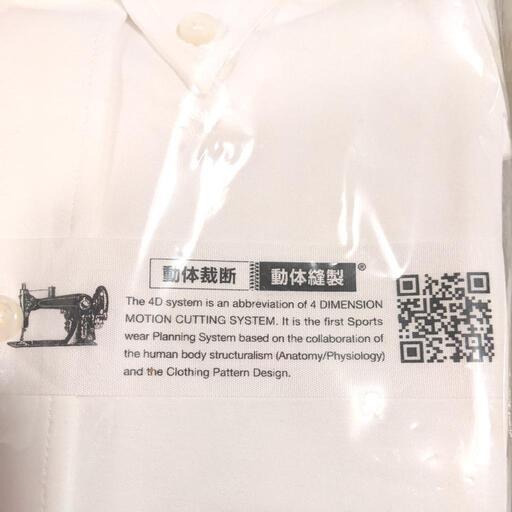 動体裁断 動体縫製®
The 4D system is an abbreviation of 4 DIMENSION
MOTION CUTTING SYSTEM. It is the first Sports
wear Planning System based on the collaboration of
the human body structuralism (Anatomy/Physiology)
and the Clothing Pattern Design.